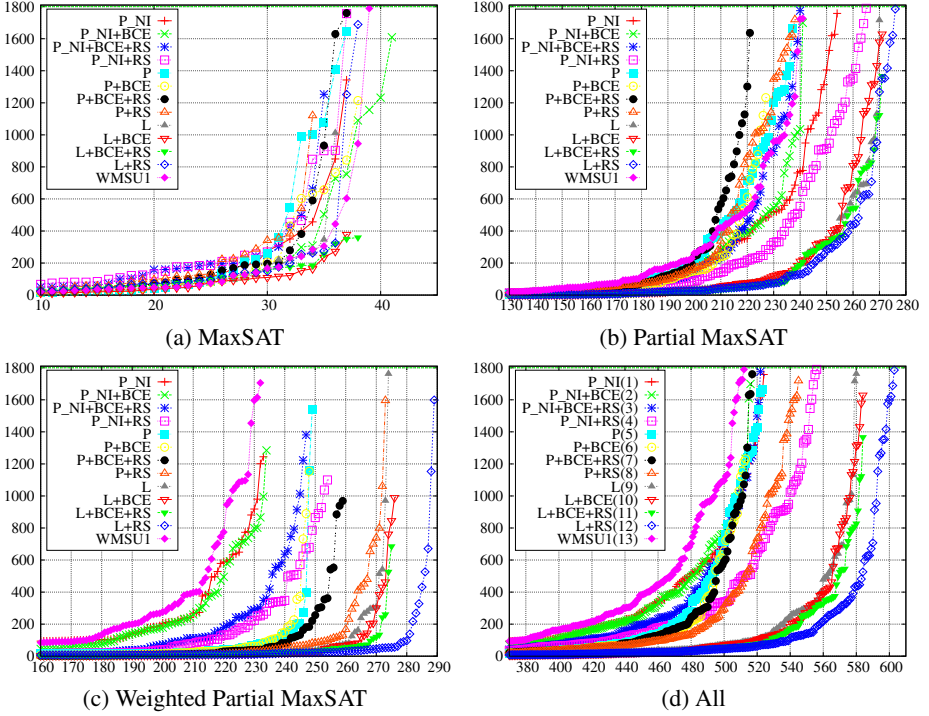 1800
1600
1400
1200
1000
800
600
400
200
0
P_NI
P_NI+BCE
P_NI+BCE+RS
P_NI+RS
P
P+BCE
P+BCE+RS
P+RS
L
L+BCE
L+BCE+RS
L+RS
WMSU1
10 20 30 40
(a) MaxSAT
1800
1600
1400
1200
1000
800
600
400
200
0
P_NI
P_NI+BCE
P_NI+BCE+RS
P_NI+RS
P
P+BCE
P+BCE+RS
P+RS
L
L+BCE
L+BCE+RS
L+RS
WMSU1
130 140 150 160 170 180 190 200 210 220 230 240 250 260 270 280
(b) Partial MaxSAT
1800
1600
1400
1200
1000
800
600
400
200
0
P_NI
P_NI+BCE
P_NI+BCE+RS
P_NI+RS
P
P+BCE
P+BCE+RS
P+RS
L
L+BCE
L+BCE+RS
L+RS
WMSU1
160 170 180 190 200 210 220 230 240 250 260 270 280 290
(c) Weighted Partial MaxSAT
1800
1600
1400
1200
1000
800
600
400
200
0
P_NI(1)
P_NI+BCE(2)
P_NI+BCE+RS(3)
P_NI+RS(4)
P(5)
P+BCE(6)
P+BCE+RS(7)
P+RS(8)
L(9)
L+BCE(10)
L+BCE+RS(11)
L+RS(12)
WMSU1(13)
380 400 420 440 460 480 500 520 540 560 580 600
(d) All